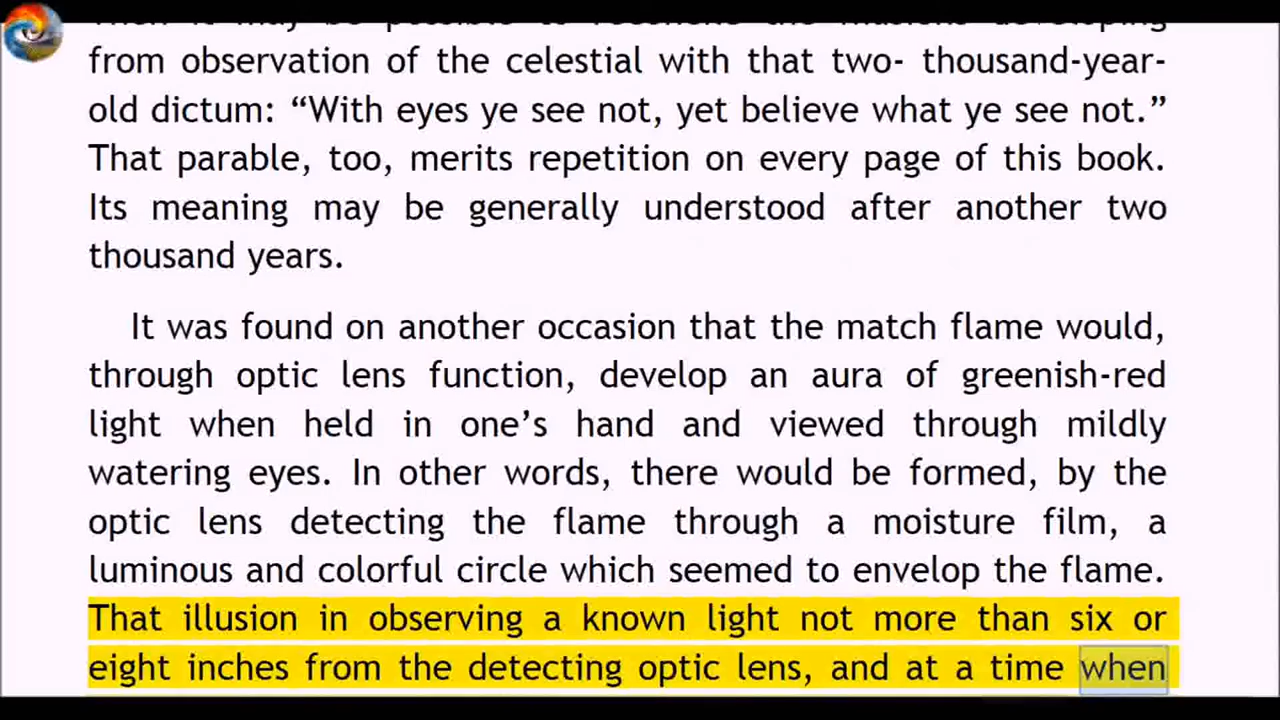 from observation of the celestial with that two- thousand-year-
old dictum: “With eyes ye see not, yet believe what ye see not.”
That parable, too, merits repetition on every page of this book.
Its meaning may be generally understood after another two
thousand years.
It was found on another occasion that the match flame would,
through optic lens function, develop an aura of greenish-red
light when held in one’s hand and viewed through mildly
watering eyes. In other words, there would be formed, by the
optic lens detecting the flame through a moisture film, a
luminous and colorful circle which seemed to envelop the flame.
That illusion in observing a known light not more than six or
eight inches from the detecting optic lens, and at a time when